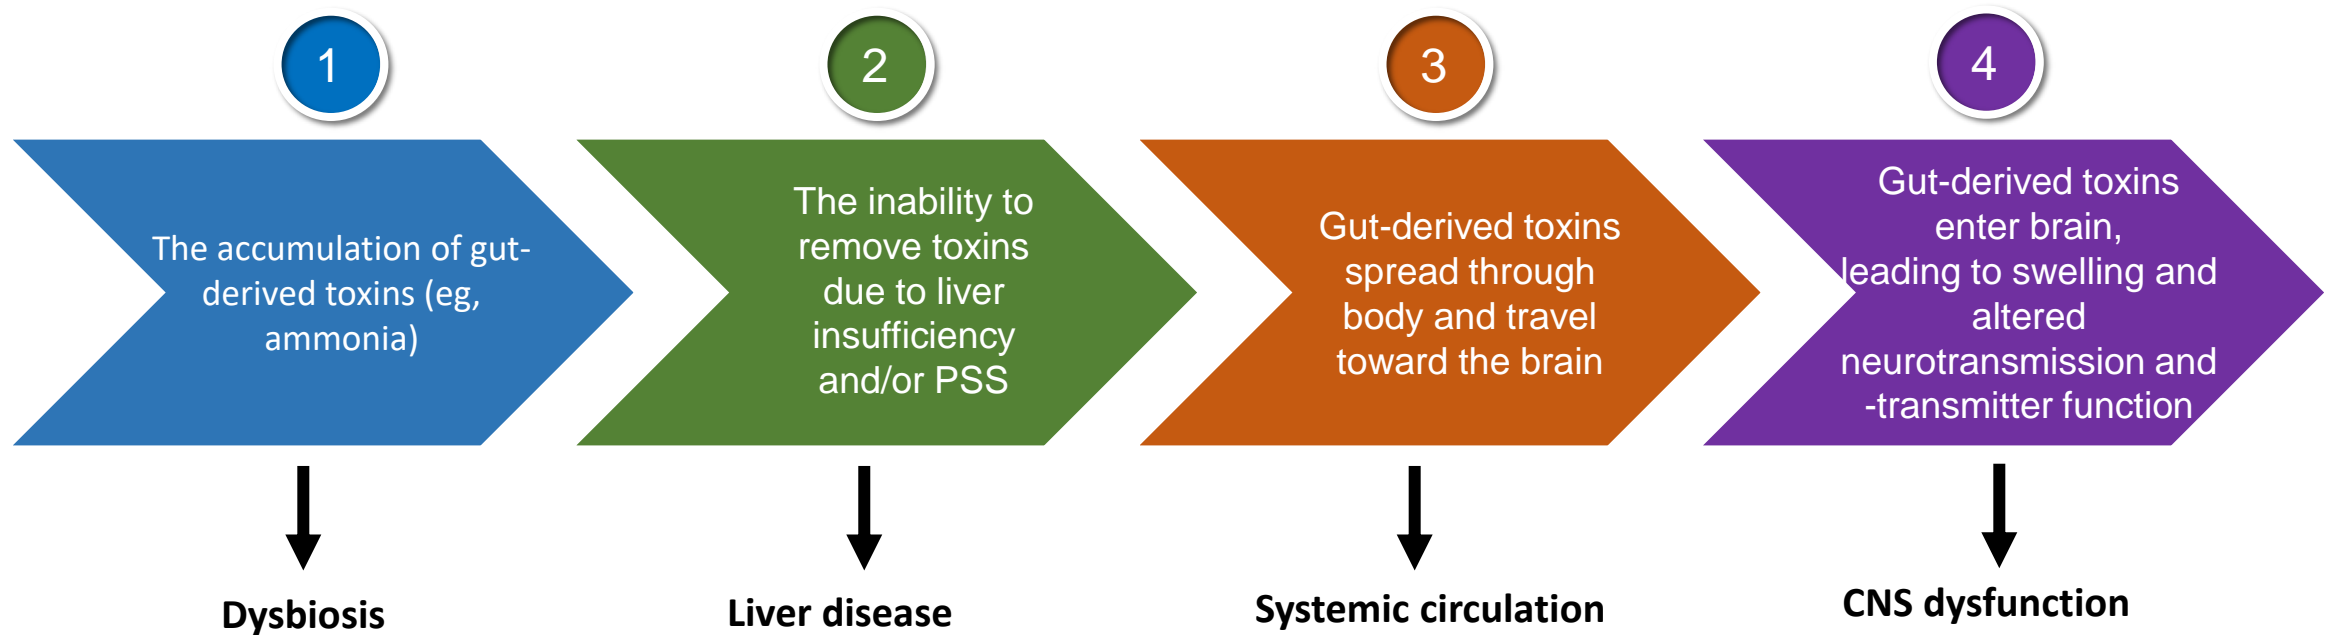 1
The accumulation of gut-
derived toxins (eg,
ammonia)
Dysbiosis
2
The inability to
remove toxins
due to liver
insufficiency
and/or PSS
Liver disease
3
Gut-derived toxins
spread through
body and travel
toward the brain
Systemic circulation
4
Gut-derived toxins
enter brain,
leading to swelling and
altered
neurotransmission and
-transmitter function
CNS dysfunction